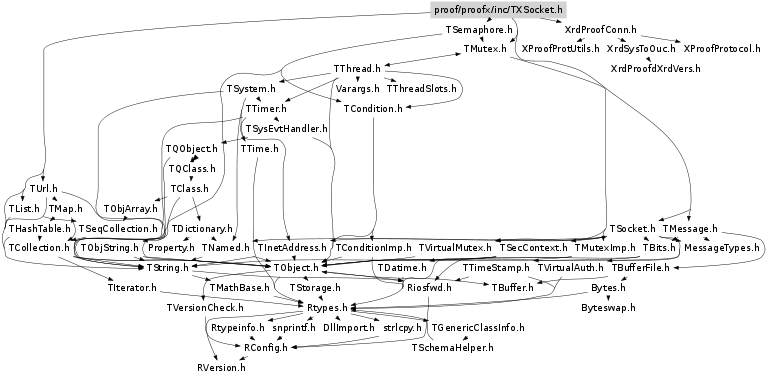 proof/proofx/inc/TXSocket.h
TSemaphore.h XrdProofConn.h
TMutex.h XProofProtUtils.h XrdSysToOuc.h XProofProtocol.h
TThread.h XrdProofdXrdVers.h
TSystem.h Varargs.h TThreadSlots.h
TTimer.h TCondition.h
TSysEvtHandler.h
TQObject.h TTime.h
TQClass.h
TUrl.h TClass.h
TList.h TMap.h TObjArray.h
THashTable.h TSeqCollection.h TDictionary.h TSocket.h TMessage.h
TCollection.h TObjString.h Property.h TNamed.h TInetAddress.h TConditionImp.h TVirtualMutex.h TSecContext.h TMutexImp.h TBits.h MessageTypes.h
TString.h TObject.h TDatime.h TTimeStamp.h TVirtualAuth.h TBufferFile.h
TIterator.h TMathBase.h TStorage.h Riosfwd.h TBuffer.h Bytes.h
TVersionCheck.h Rtypes.h Byteswap.h
Rtypeinfo.h snprintf.h DllImport.h strlcpy.h TGenericClassInfo.h
RConfig.h TSchemaHelper.h
RVersion.h